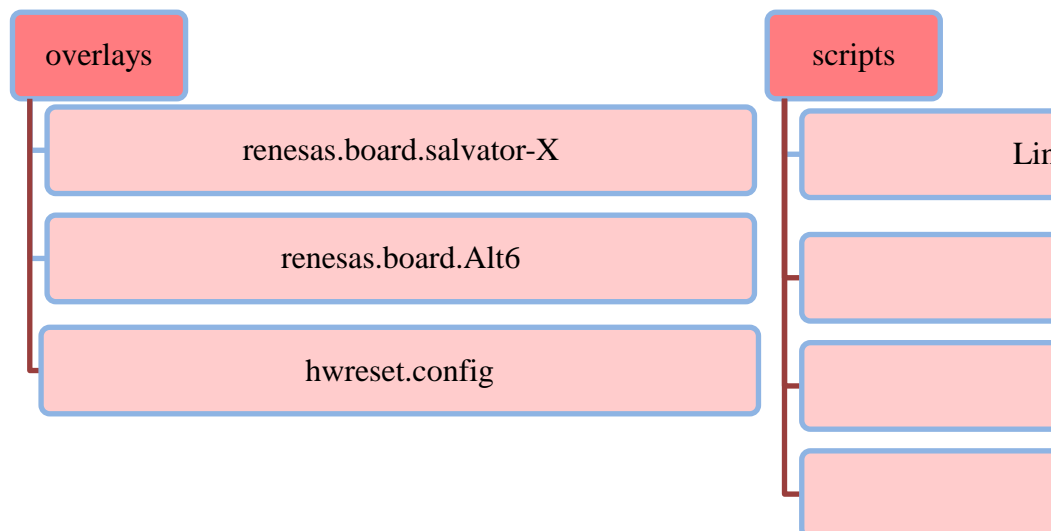 overlays
renesas.board.salvator-X
renesas.board.Alt6
hwreset.config
scripts